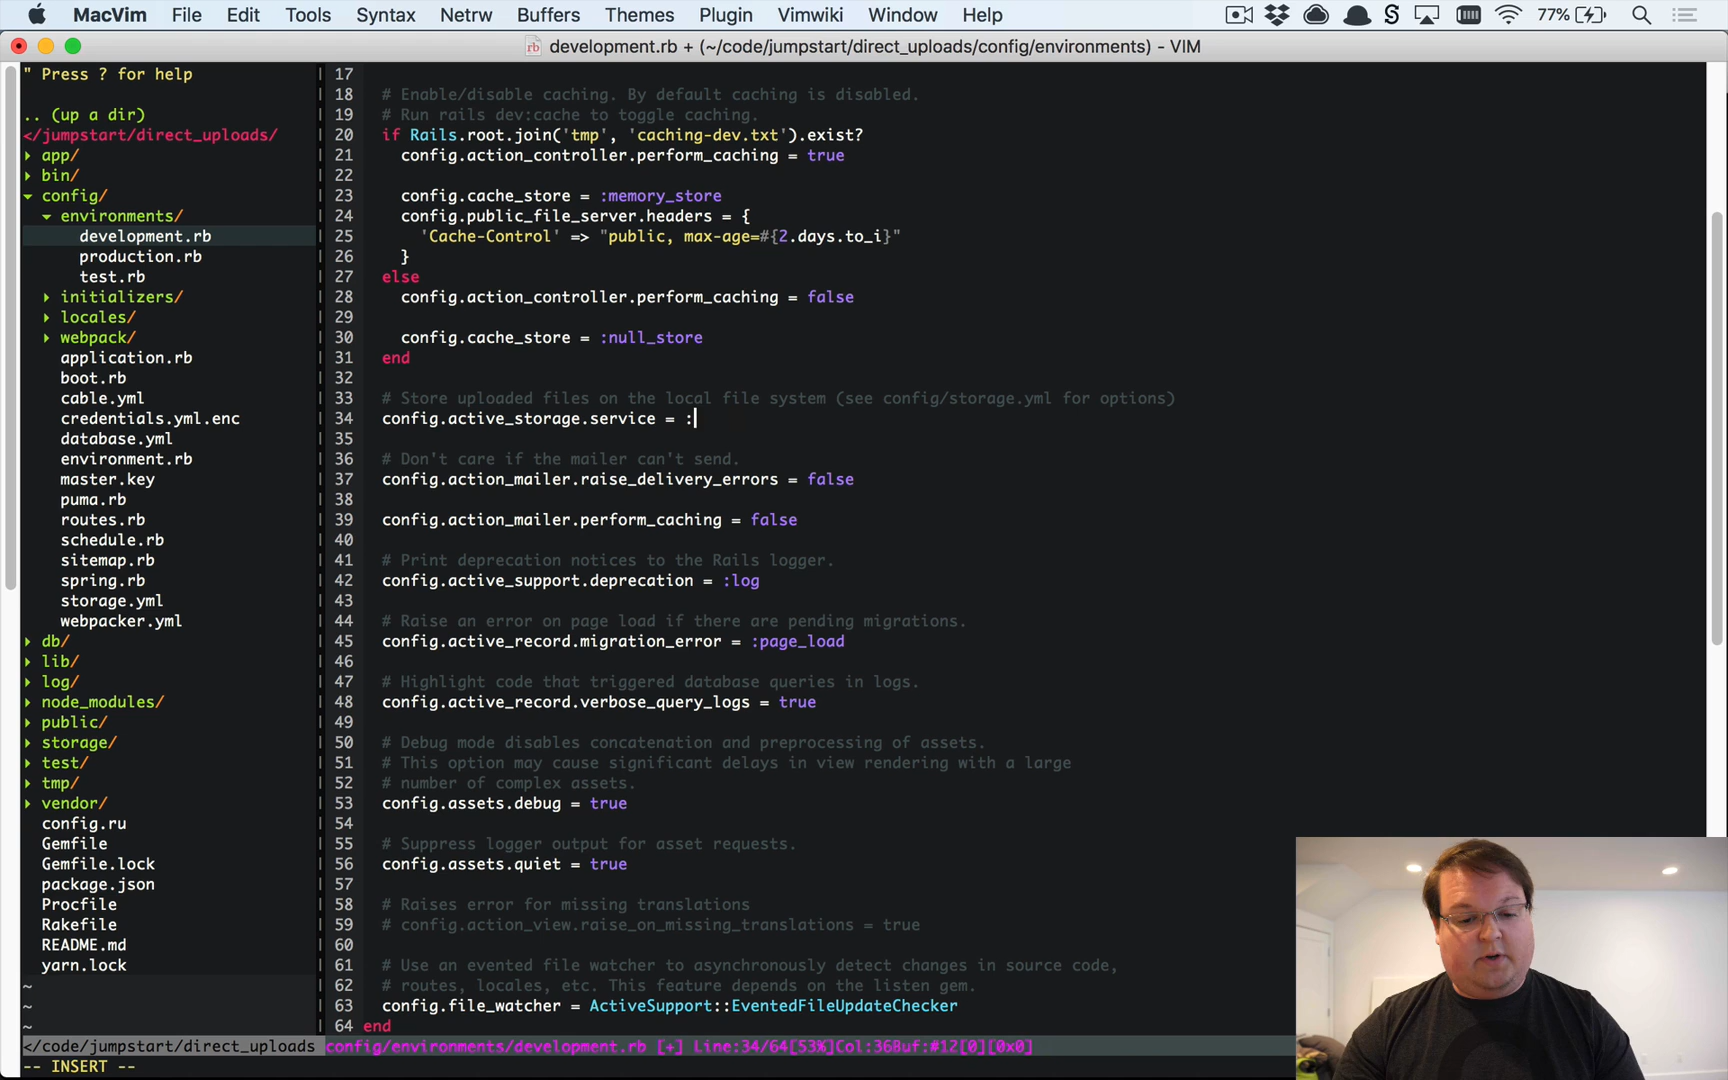 MacVim File Edit Tools Syntax Netrw Buffers Themes Plugin Vimwiki Window Help 77%
development.rb + (~/code/jumpstart/direct_uploads/config/environments) - VIM
" Press ? for help
.. (up a dir)
</jumpstart/direct_uploads/
app/
bin/
config/
environments/
development.rb
production.rb
test.rb
initializers/
locales/
webpack/
application.rb
boot.rb
cable.yml
credentials.yml.enc
database.yml
environment.rb
master.key
puma.rb
routes.rb
schedule.rb
sitemap.rb
spring.rb
storage.yml
webpacker.yml
db/
lib/
log/
node_modules/
public/
storage/
test/
tmp/
vendor/
config.ru
Gemfile
Gemfile.lock
package.json
Procfile
Rakefile
README.md
yarn.lock
~
~
~
17
18 # Enable/disable caching. By default caching is disabled.
19 # Run rails dev:cache to toggle caching.
20 if Rails.root.join('tmp', 'caching-dev.txt').exist?
21 config.action_controller.perform_caching = true
22
23 config.cache_store = :memory_store
24 config.public_file_server.headers = {
25 'Cache-Control' => "public, max-age=#{2.days.to_i}"
26 }
27 else
28 config.action_controller.perform_caching = false
29
30 config.cache_store = :null_store
31 end
32
33 # Store uploaded files on the local file system (see config/storage.yml for options)
34 config.active_storage.service = :
35
36 # Don't care if the mailer can't send.
37 config.action_mailer.raise_delivery_errors = false
38
39 config.action_mailer.perform_caching = false
40
41 # Print deprecation notices to the Rails logger.
42 config.active_support.deprecation = :log
43
44 # Raise an error on page load if there are pending migrations.
45 config.active_record.migration_error = :page_load
46
47 # Highlight code that triggered database queries in logs.
48 config.active_record.verbose_query_logs = true
49
50 # Debug mode disables concatenation and preprocessing of assets.
51 # This option may cause significant delays in view rendering with a large
52 # number of complex assets.
53 config.assets.debug = true
54
55 # Suppress logger output for asset requests.
56 config.assets.quiet = true
57
58 # Raises error for missing translations
59 # config.action_view.raise_on_missing_translations = true
60
61 # Use an evented file watcher to asynchronously detect changes in source code,
62 # routes, locales, etc. This feature depends on the listen gem.
63 config.file_watcher = ActiveSupport::EventedFileUpdateChecker
64 end
</code/jumpstart/direct_uploads config/environments/development.rb [+] Line:34/64[53%]Col:36Buf:#12[0][0x0]
-- INSERT --